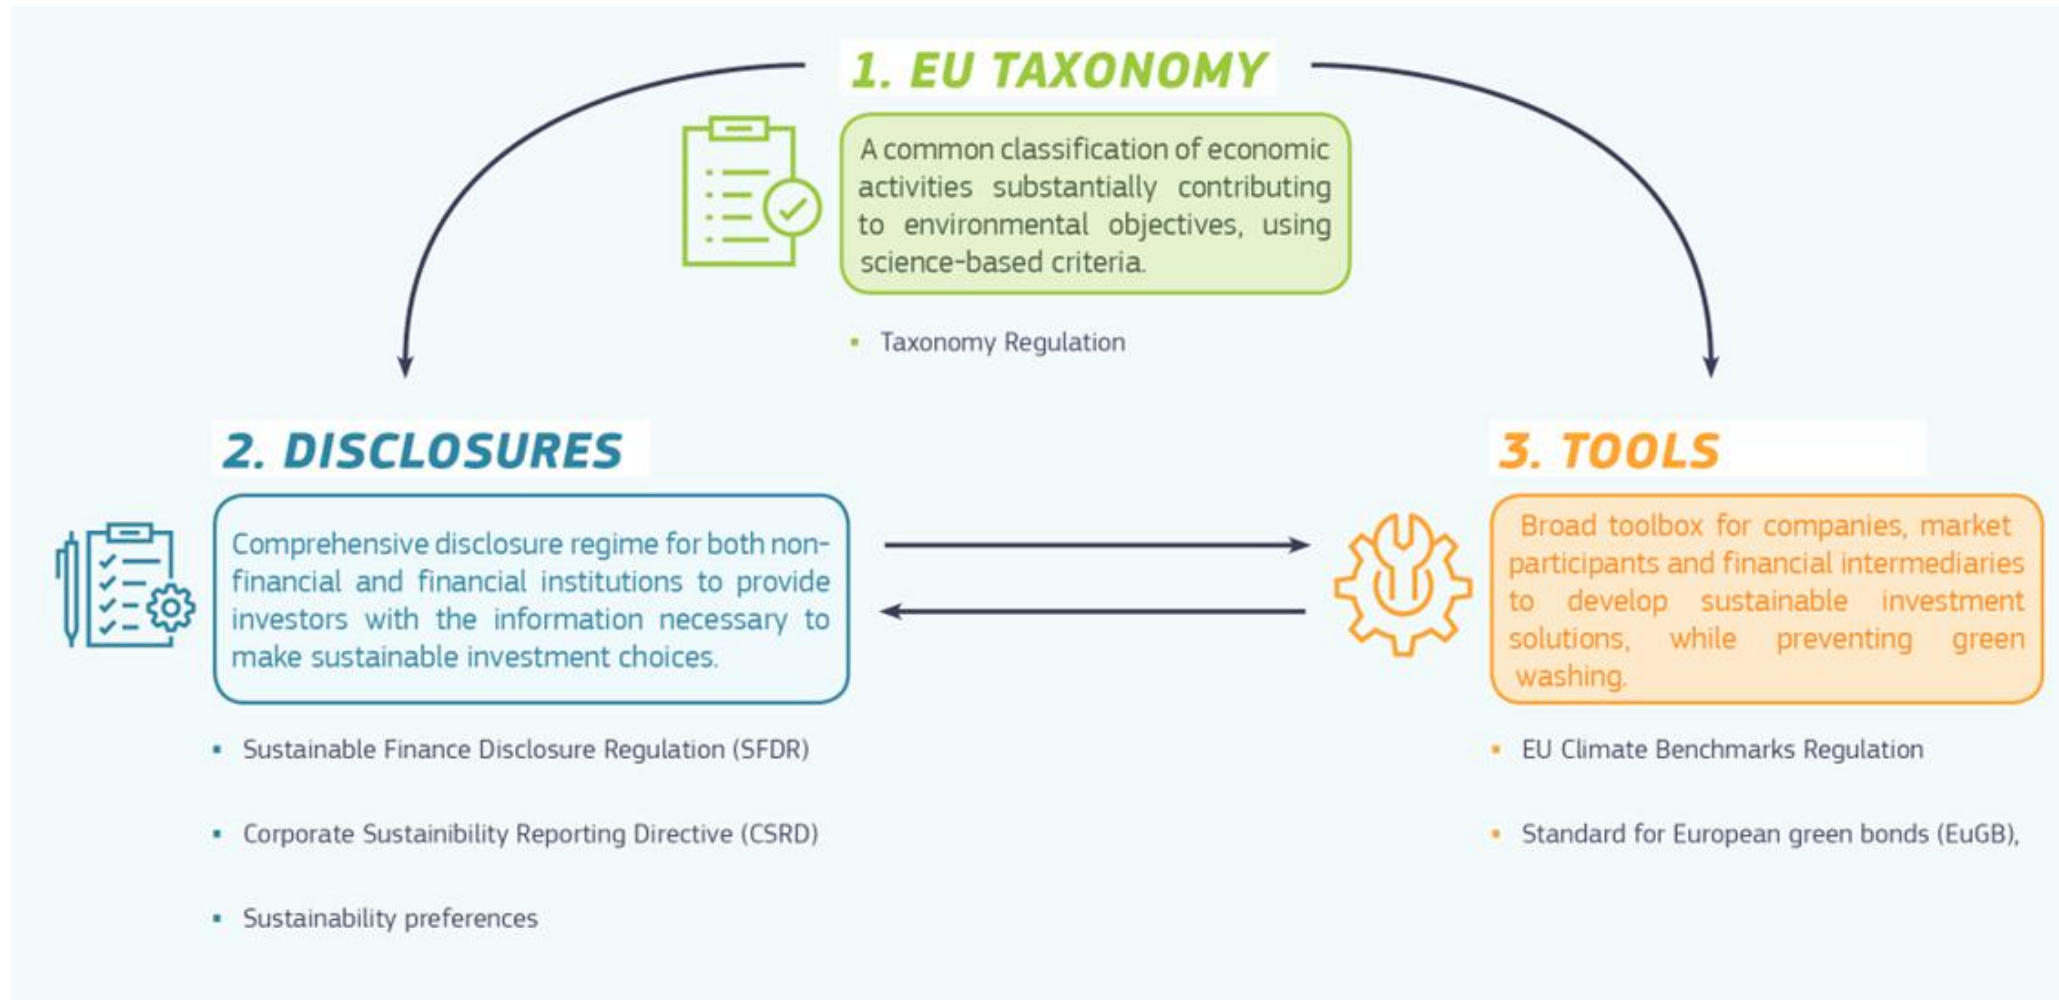 1. EU TAXONOMY
A common classification of economic
activities substantially contributing
to environmental objectives, using
science-based criteria.
▪ Taxonomy Regulation
2. DISCLOSURES
Comprehensive disclosure regime for both non-
financial and financial institutions to provide
investors with the information necessary to
make sustainable investment choices.
▪ Sustainable Finance Disclosure Regulation (SFDR)
▪ Corporate Sustainibility Reporting Directive (CSRD)
▪ Sustainability preferences
3. TOOLS
Broad toolbox for companies, market
participants and financial intermediaries
to develop sustainable investment
solutions, while preventing green
washing.
▪ EU Climate Benchmarks Regulation
▪ Standard for European green bonds (EuGB),